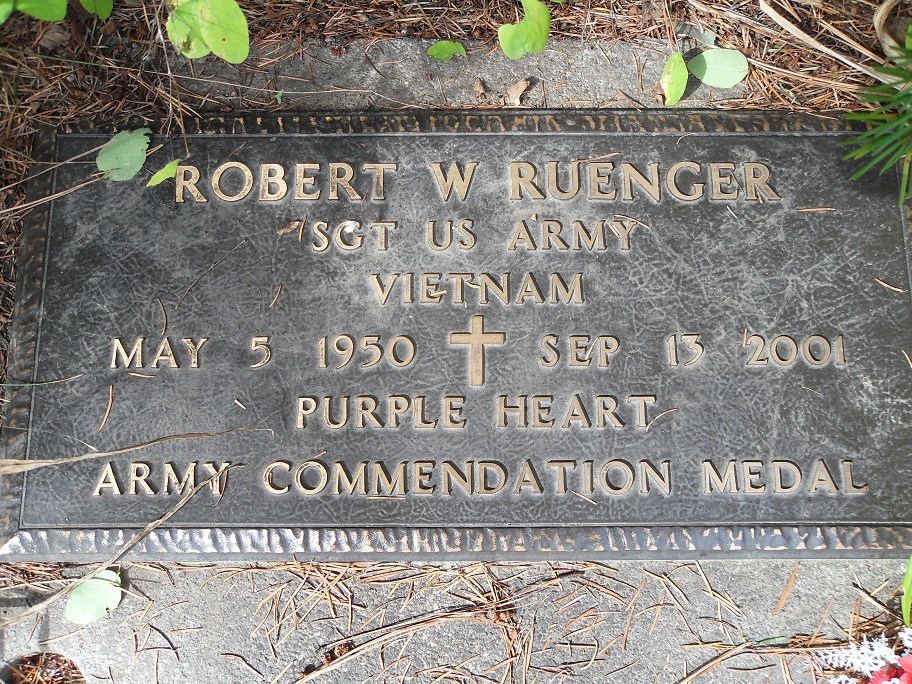 ROBERT W RUENGER
SGT US ARMY
VIETNAM
MAY 5 1950 SEP 13 2001
PURPLE HEART
ARMY COMMENDATION MEDAL